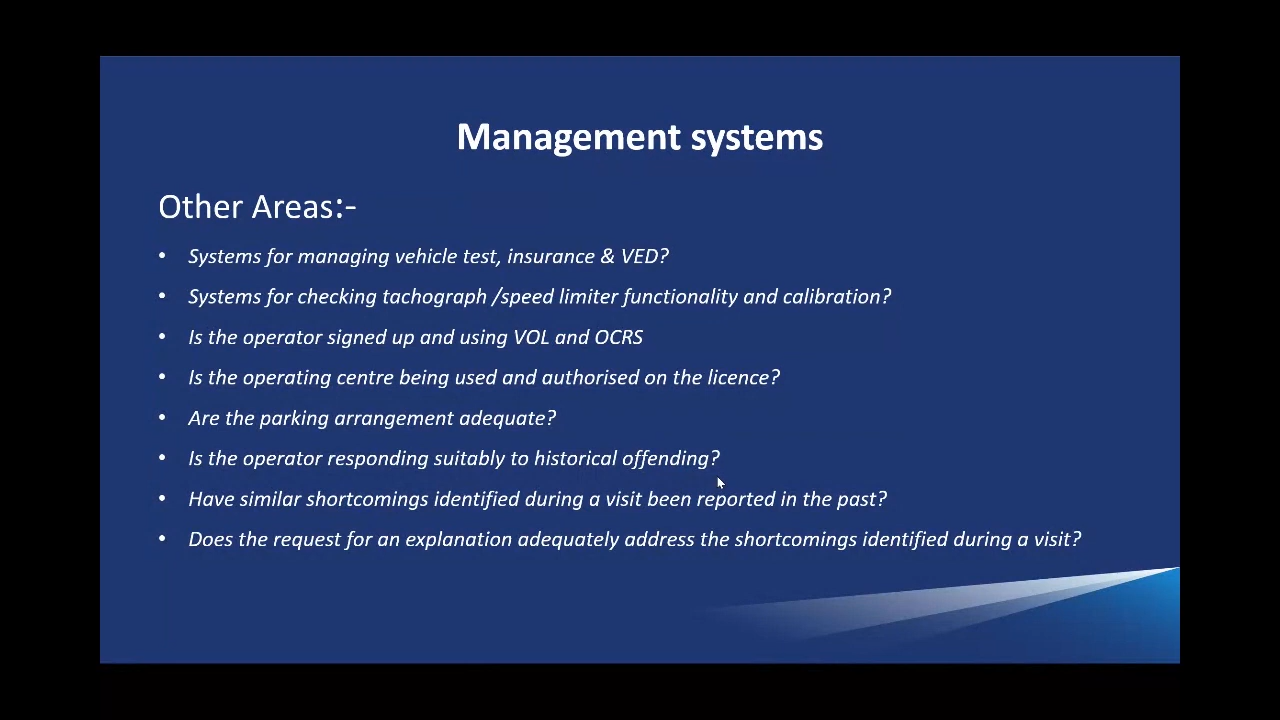 Management systems
Other Areas:-
• Systems for managing vehicle test, insurance & VED?
• Systems for checking tachograph /speed limiter functionality and calibration?
• Is the operator signed up and using VOL and OCRS
• Is the operating centre being used and authorised on the licence?
• Are the parking arrangement adequate?
• Is the operator responding suitably to historical offending?
• Have similar shortcomings identified during a visit been reported in the past?
• Does the request for an explanation adequately address the shortcomings identified during a visit?